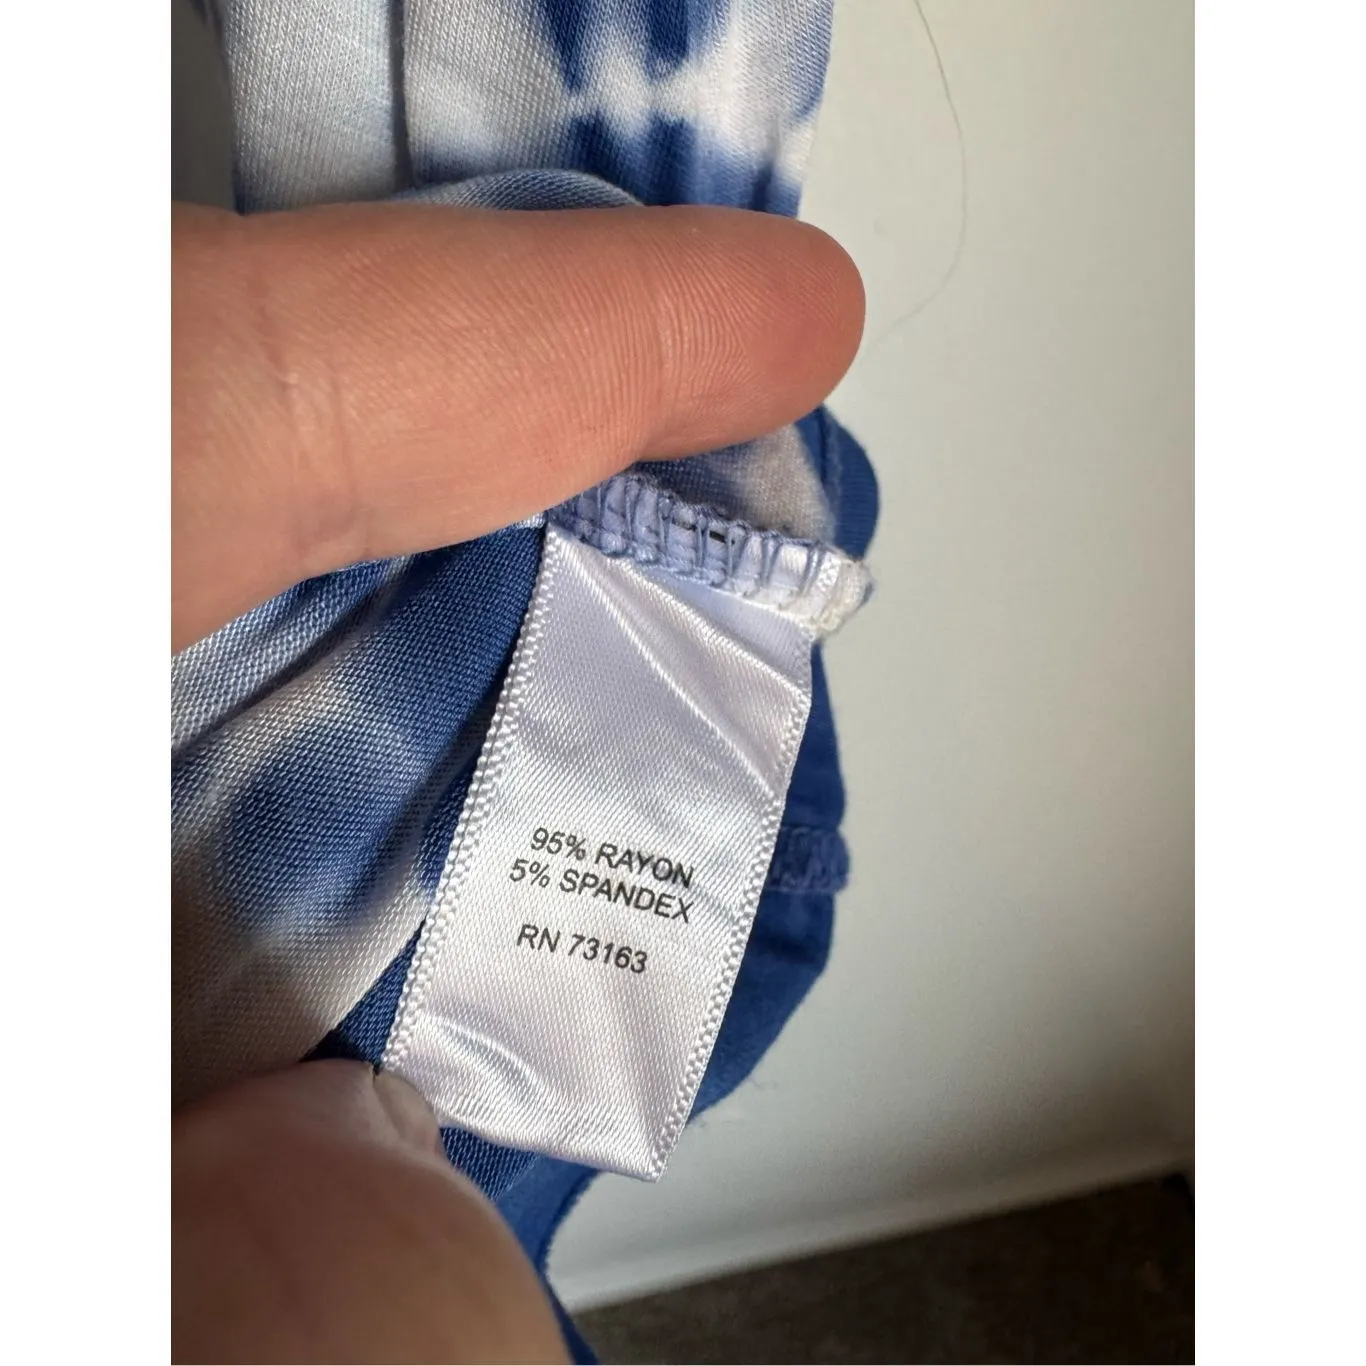 95% RAYON
5% SPANDEX
RN 73163